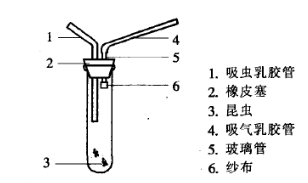 1
2
3
4
5
6
1. 吸虫乳胶管
2. 橡皮塞
3. 昆虫
4. 吸气乳胶管
5. 玻璃管
6. 纱布